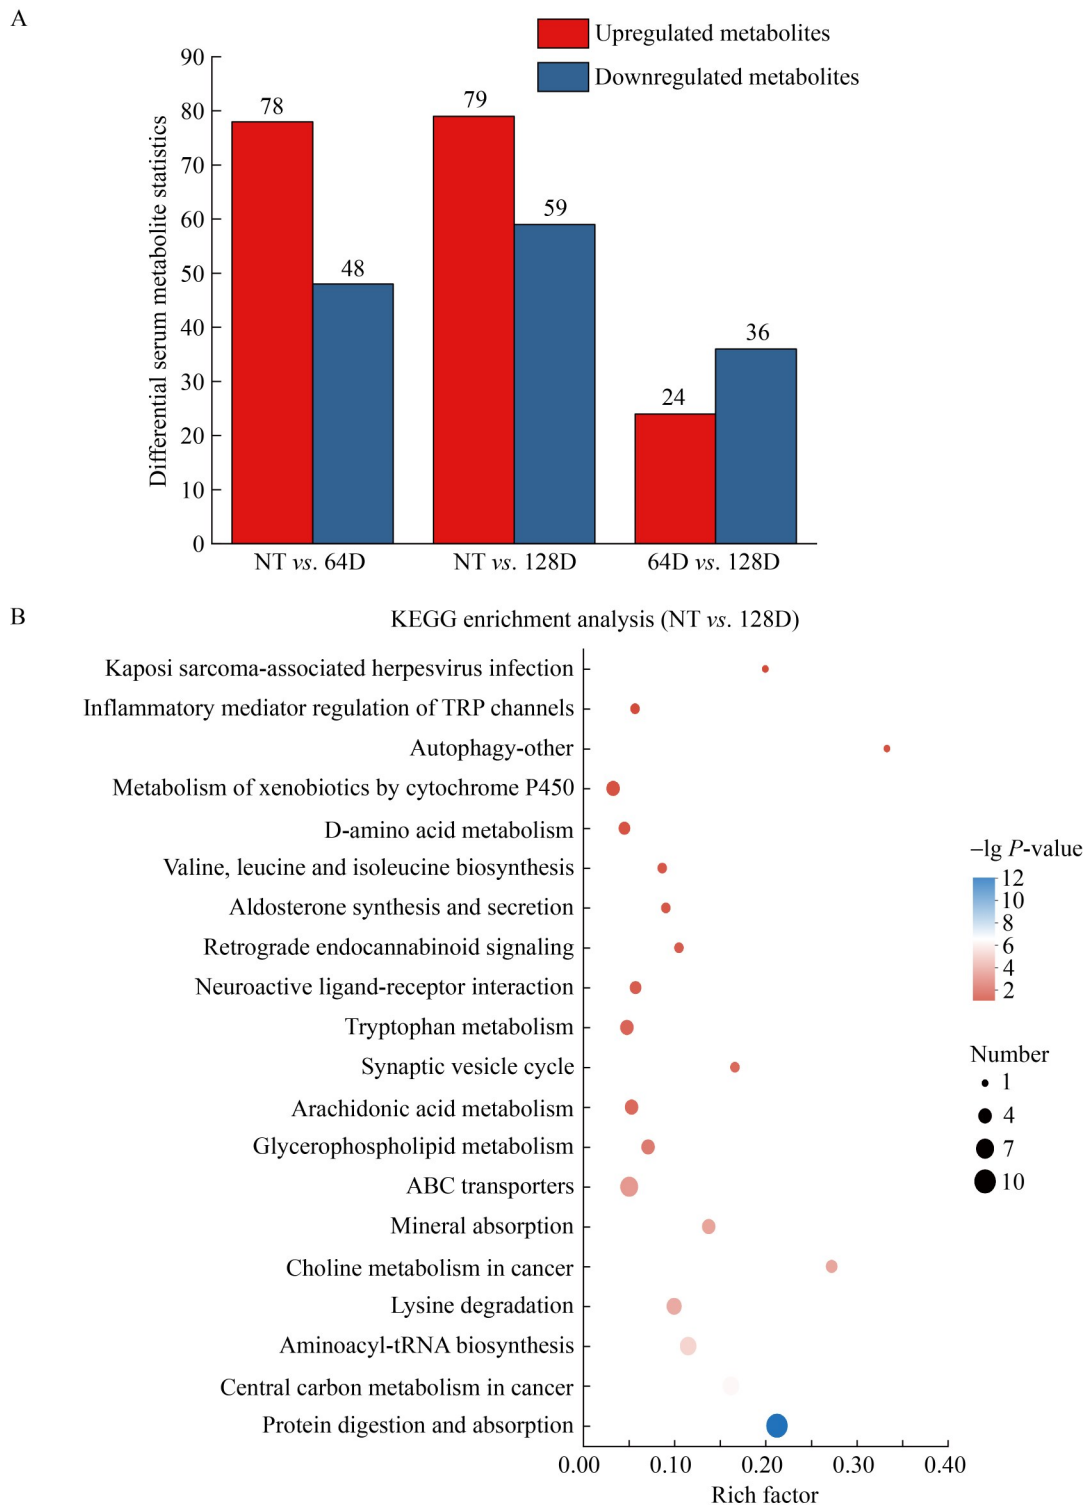 A
Upregulated metabolites
Downregulated metabolites
Differential serum metabolite statistics
90
80
70
60
50
40
30
20
10
0
78
48
79
59
24
36
NT vs. 64D
NT vs. 128D
64D vs. 128D
B
KEGG enrichment analysis (NT vs. 128D)
Kaposi sarcoma-associated herpesvirus infection
Inflammatory mediator regulation of TRP channels
Autophagy-other
Metabolism of xenobiotics by cytochrome P450
D-amino acid metabolism
Valine, leucine and isoleucine biosynthesis
Aldosterone synthesis and secretion
Retrograde endocannabinoid signaling
Neuroactive ligand-receptor interaction
Tryptophan metabolism
Synaptic vesicle cycle
Arachidonic acid metabolism
Glycerophospholipid metabolism
ABC transporters
Mineral absorption
Choline metabolism in cancer
Lysine degradation
Aminoacyl-tRNA biosynthesis
Central carbon metabolism in cancer
Protein digestion and absorption
0.00 0.10 0.20 0.30 0.40
Rich factor
–lg P-value
12
10
8
6
4
2
Number
1
4
7
10